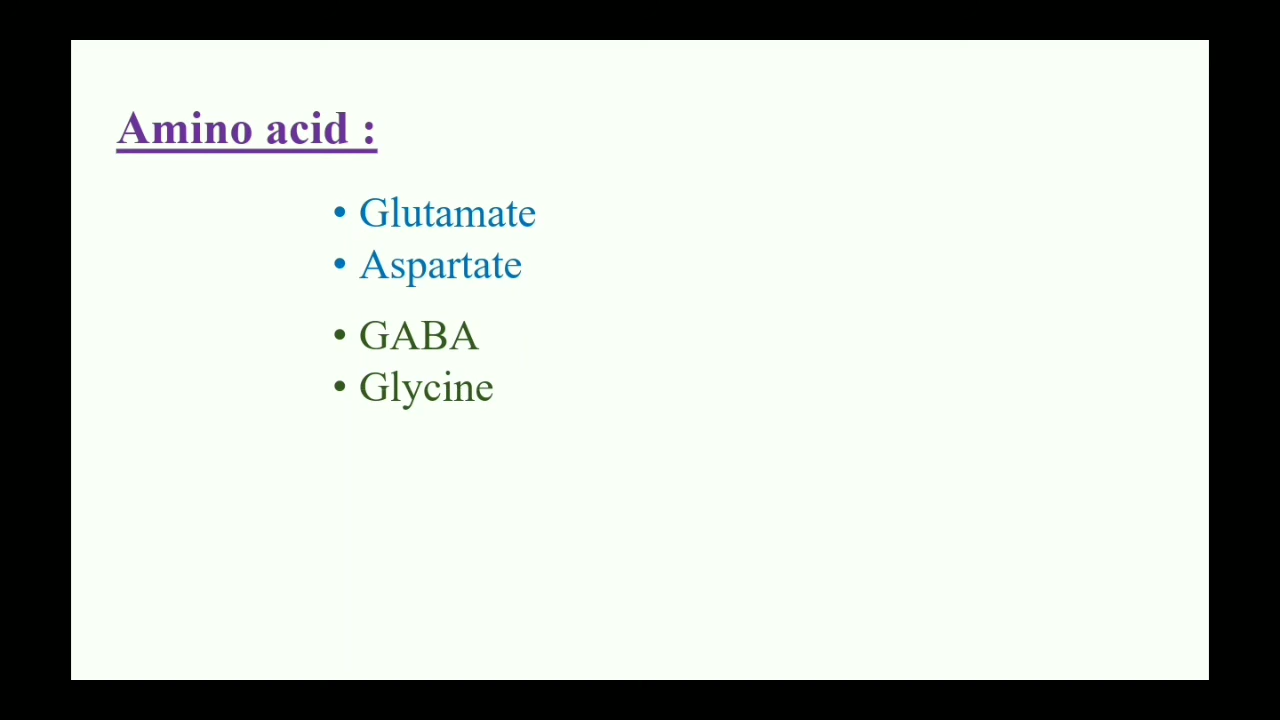 Amino acid :
• Glutamate
• Aspartate
• GABA
• Glycine